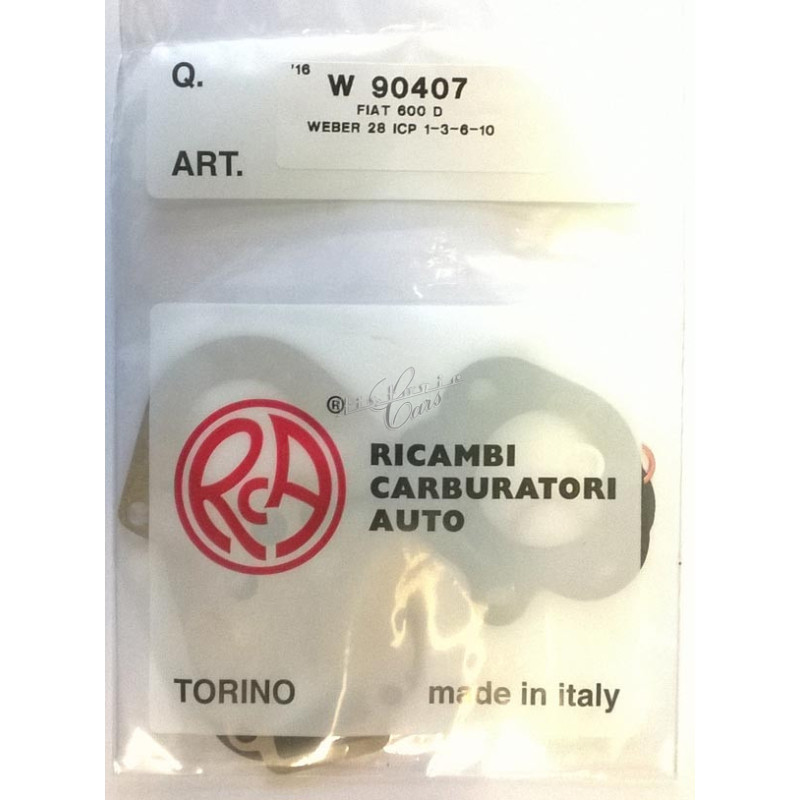 Q.
'16
W 90407
FIAT 600 D
WEBER 28 ICP 1-3-6-10
ART.
®
RCA
RICAMBI
CARBURATORI
AUTO
TORINO
made in italy